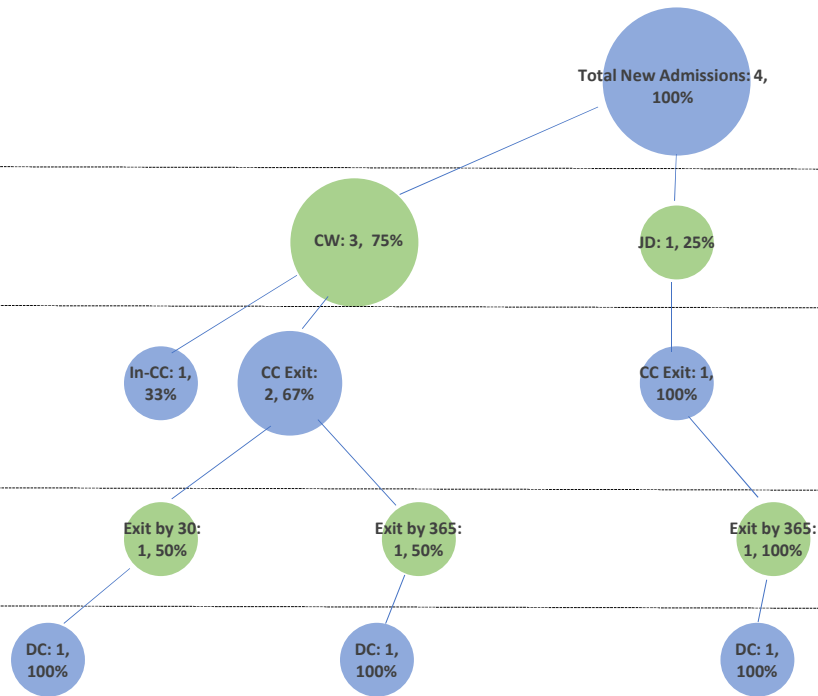 Total New Admissions: 4,
100%
CW: 3, 75%
JD: 1, 25%
In-CC: 1,
33%
CC Exit:
2, 67%
CC Exit: 1,
100%
Exit by 30:
1, 50%
Exit by 365:
1, 50%
Exit by 365:
1, 100%
DC: 1,
100%
DC: 1,
100%
DC: 1,
100%